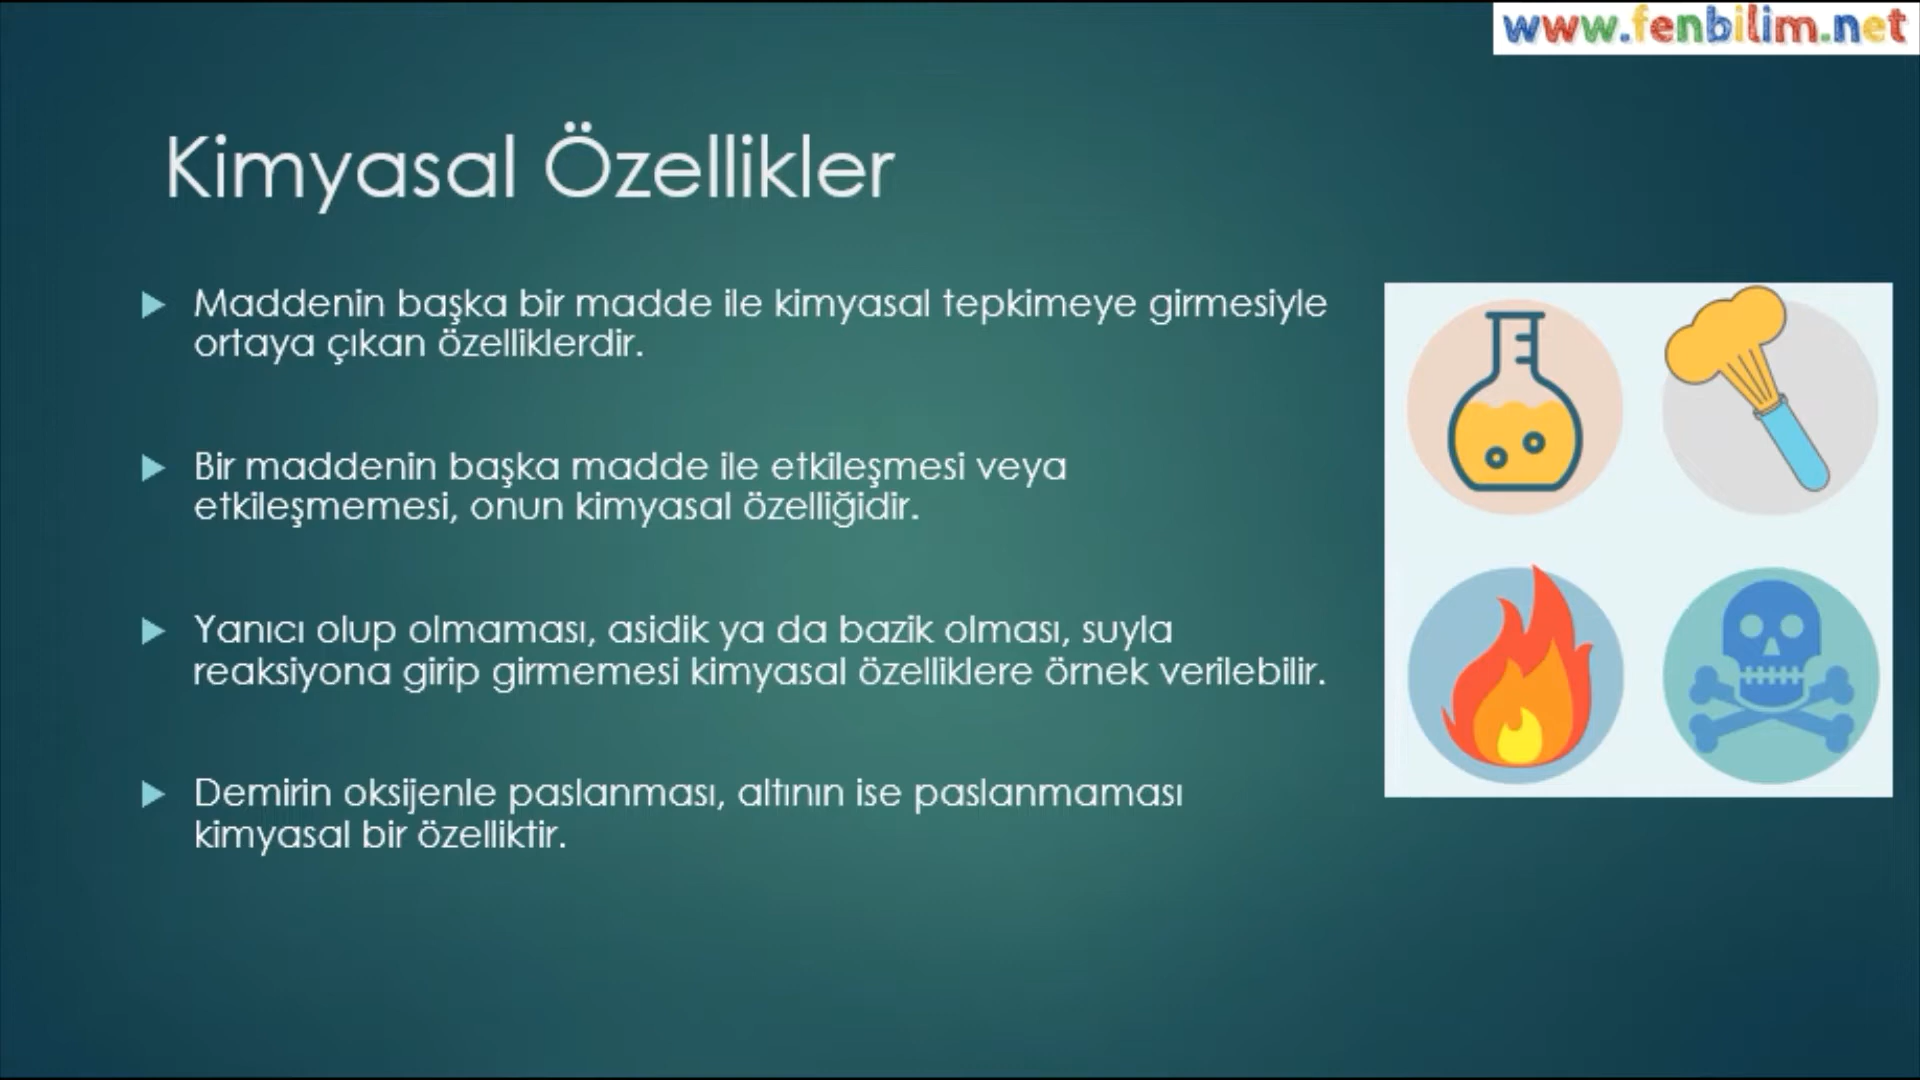 www.fenbilim.net
Kimyasal Özellikler
Maddenin başka bir madde ile kimyasal tepkimeye girmesiyle
ortaya çıkan özelliklerdir.
Bir maddenin başka madde ile etkileşmesi veya
etkileşmemesi, onun kimyasal özelliğidir.
Yanıcı olup olmaması, asidik ya da bazik olması, suyla
reaksiyona girip girmemesi kimyasal özelliklere örnek verilebilir.
Demirin oksijenle paslanması, altının ise paslanmaması
kimyasal bir özelliktir.